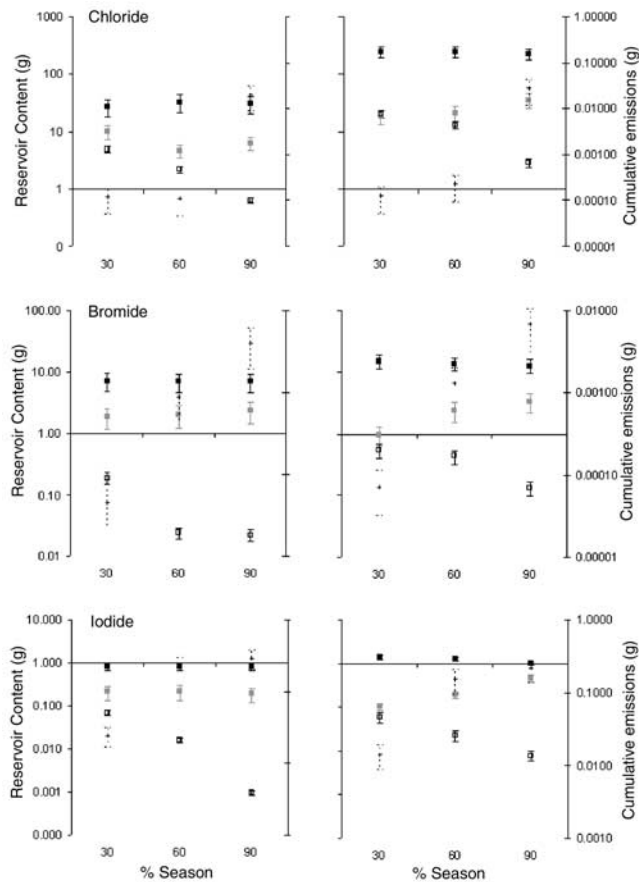 Chloride
Reservoir Content (g)
1000
100
10
1
0
30 60 90
1.00000
0.10000
0.01000
0.00100
0.00010
0.00001
Cumulative emissions (g)
30 60 90
Bromide
Reservoir Content (g)
100.00
10.00
1.00
0.10
0.01
30 60 90
0.01000
0.00100
0.00010
0.00001
Cumulative emissions (g)
30 60 90
Iodide
Reservoir Content (g)
10.000
1.000
0.100
0.010
0.001
0.000
30 60 90
% Season
1.0000
0.1000
0.0100
0.0010
Cumulative emissions (g)
30 60 90
% Season